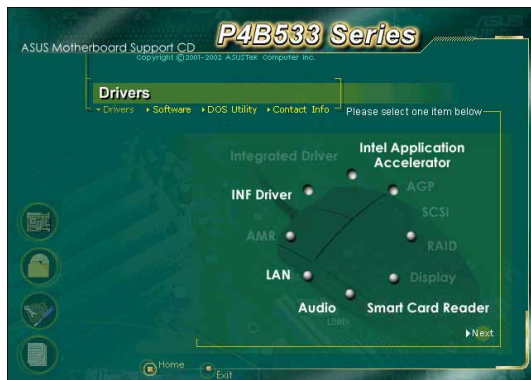 P4B533 Series
ASUS Motherboard Support CD
Copyright (C)2001-2002 ASUSTeK Computer Inc.
Drivers
Drivers Software DOS Utility Contact Info
Please select one item below
Integrated Driver
Intel Application
Accelerator
INF Driver
AGP
SCSI
AMR
RAID
LAN
Display
Audio
Smart Card Reader
Utility
Next
Home
Exit